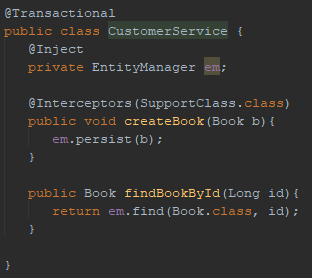 @Transactional
public class CustomerService {
    @Inject
    private EntityManager em;
    @Interceptors(SupportClass.class)
    public void createBook(Book b){
        em.persist(b);
    }
    public Book findBookById(Long id){
        return em.find(Book.class, id);
    }
}